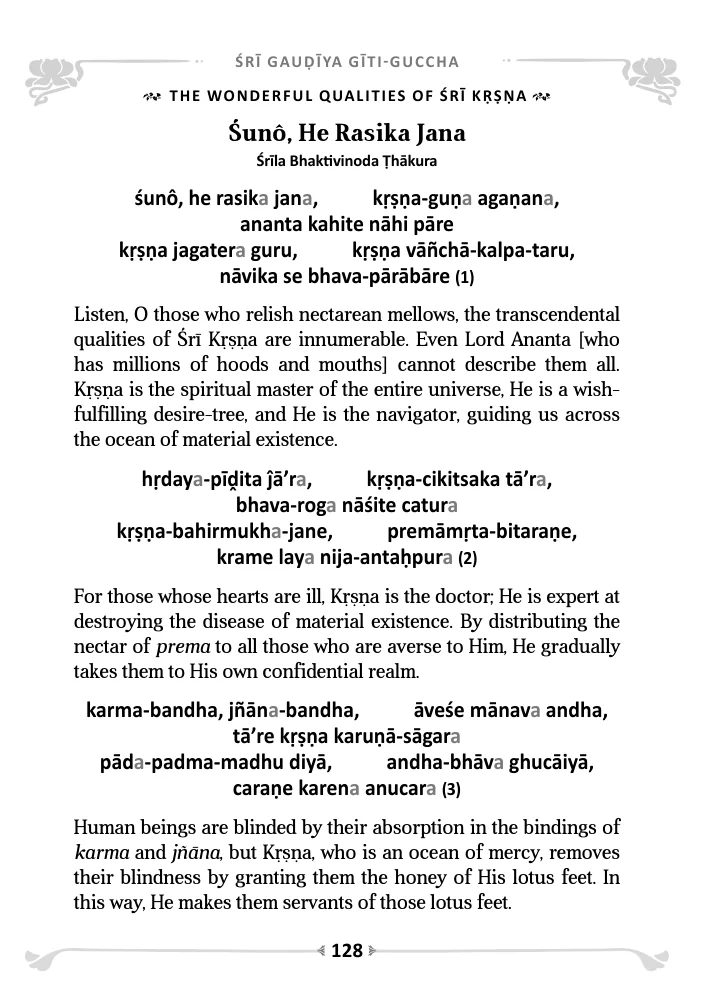 ŚRĪ GAUḌĪYA GĪTI-GUCCHA
THE WONDERFUL QUALITIES OF ŚRĪ KṚṢṆA
Śunô, He Rasika Jana
Śrīla Bhaktivinoda Ṭhākura
śunô, he rasika jana, kṛṣṇa-guṇa agaṇana,
ananta kahite nāhi pāre
kṛṣṇa jagatera guru, kṛṣṇa vāñchā-kalpa-taru,
nāvika se bhava-pārābāre (1)
Listen, O those who relish nectarean mellows, the transcendental
qualities of Śrī Kṛṣṇa are innumerable. Even Lord Ananta [who
has millions of hoods and mouths] cannot describe them all.
Kṛṣṇa is the spiritual master of the entire universe, He is a wish-
fulfilling desire-tree, and He is the navigator, guiding us across
the ocean of material existence.
hṛdaya-pīḓita ĵā’ra, kṛṣṇa-cikitsaka tā’ra,
bhava-roga nāśite catura
kṛṣṇa-bahirmukha-jane, premāmṛta-bitaraṇe,
krame laya nija-antaḥpura (2)
For those whose hearts are ill, Kṛṣṇa is the doctor; He is expert at
destroying the disease of material existence. By distributing the
nectar of prema to all those who are averse to Him, He gradually
takes them to His own confidential realm.
karma-bandha, jñāna-bandha, āveśe mānava andha,
tā’re kṛṣṇa karuṇā-sāgara
pāda-padma-madhu diyā, andha-bhāva ghucāiyā,
caraṇe karena anucara (3)
Human beings are blinded by their absorption in the bindings of
karma and jñāna, but Kṛṣṇa, who is an ocean of mercy, removes
their blindness by granting them the honey of His lotus feet. In
this way, He makes them servants of those lotus feet.
128